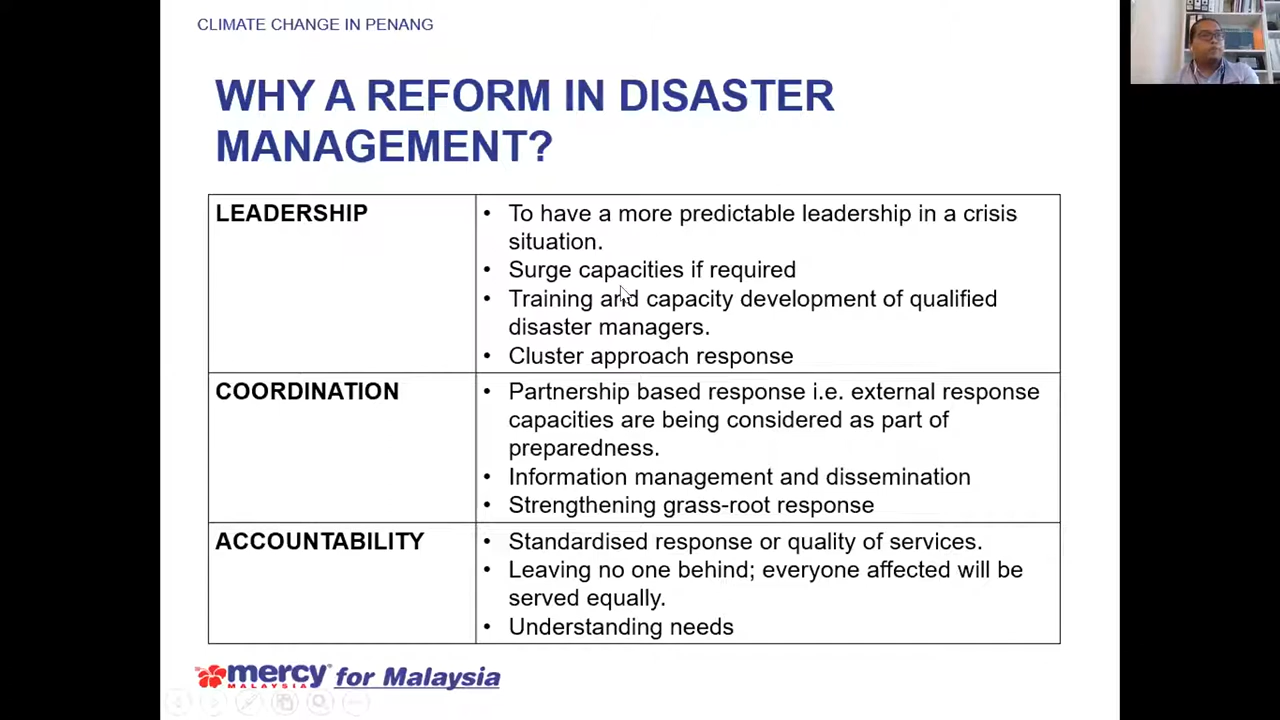 CLIMATE CHANGE IN PENANG
WHY A REFORM IN DISASTER
MANAGEMENT?
LEADERSHIP
• To have a more predictable leadership in a crisis
situation.
• Surge capacities if required
• Training and capacity development of qualified
disaster managers.
• Cluster approach response
COORDINATION
• Partnership based response i.e. external response
capacities are being considered as part of
preparedness.
• Information management and dissemination
• Strengthening grass-root response
ACCOUNTABILITY
• Standardised response or quality of services.
• Leaving no one behind; everyone affected will be
served equally.
• Understanding needs
mercy for Malaysia
MALAYSIA